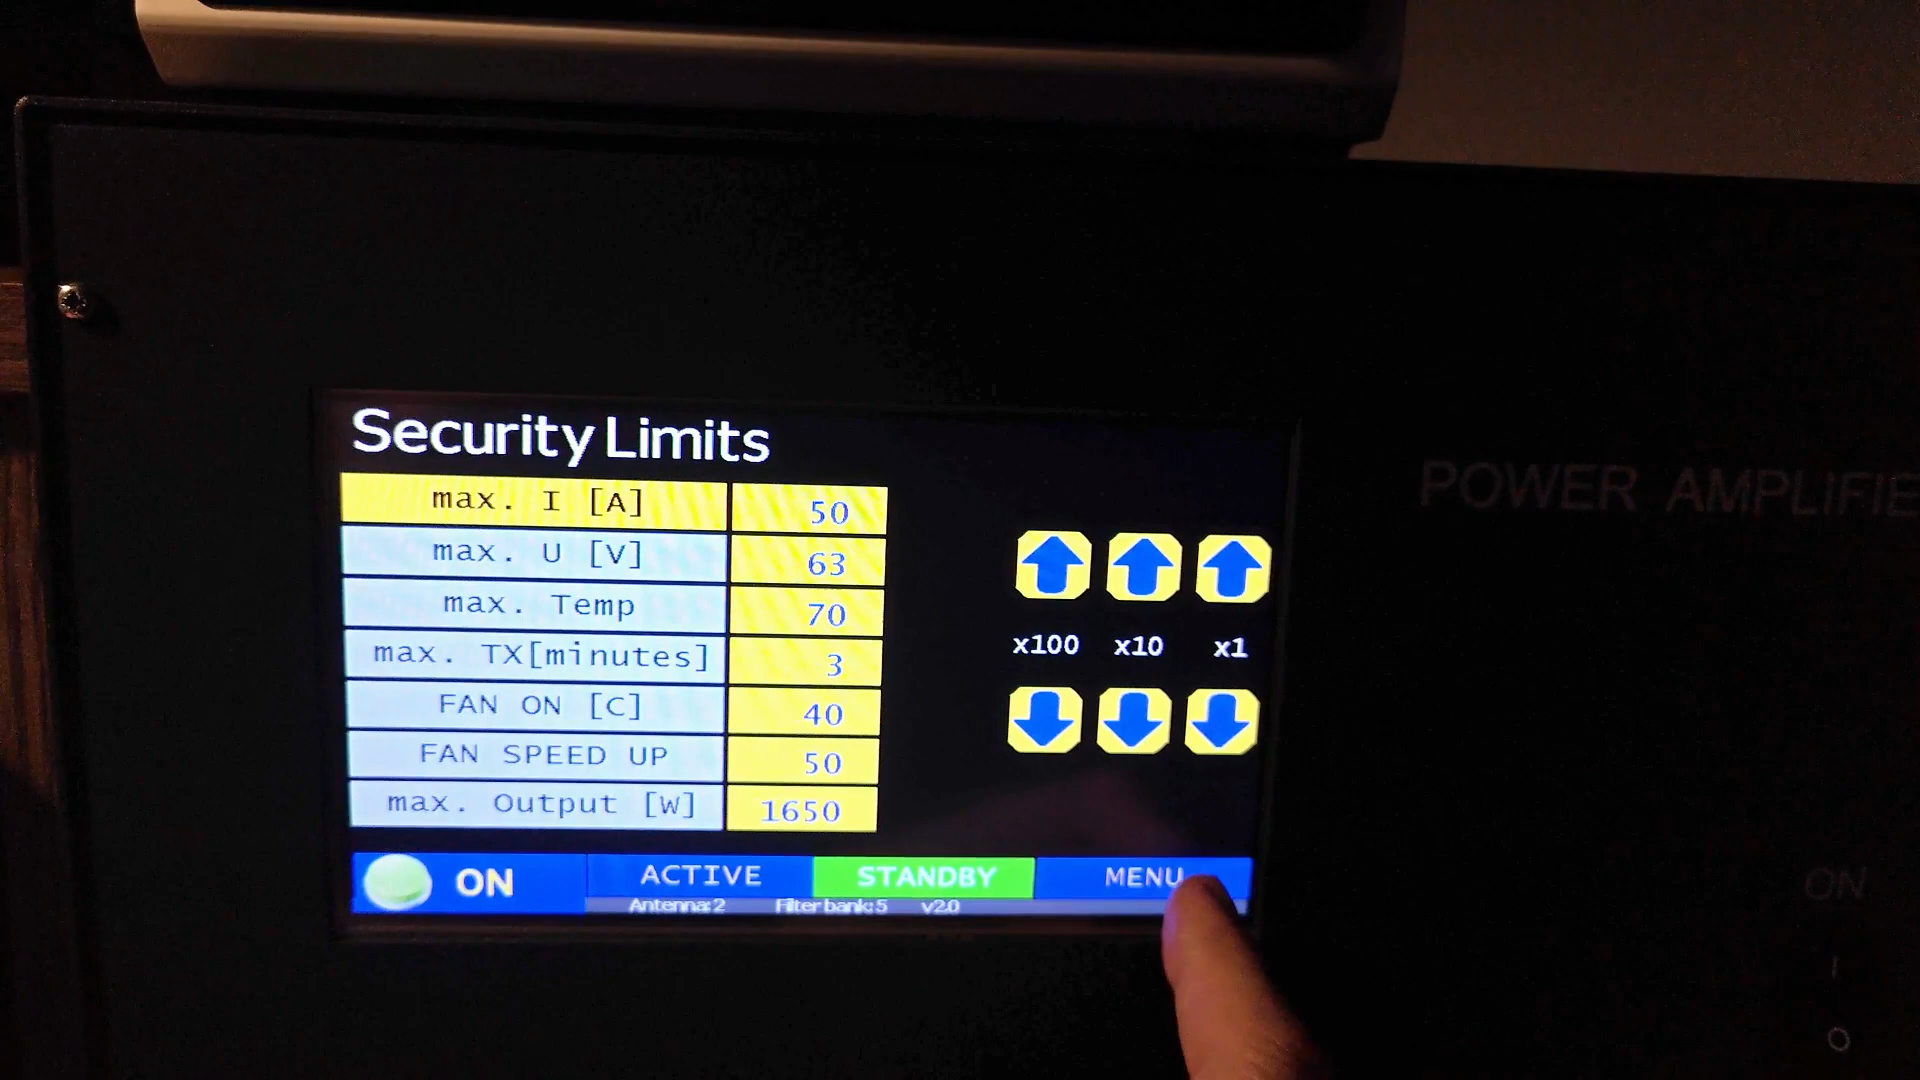 Security Limits
max. I [A] 50
max. U [V] 63
max. Temp 70
max. TX[minutes] 3
FAN ON [C] 40
FAN SPEED UP 50
max. Output [W] 1650
x100 x10 x1
ON ACTIVE STANDBY MENU
Antenna: 2 Filter bank: 5 v2.0
POWER AMPLIFIE
ON
I
O